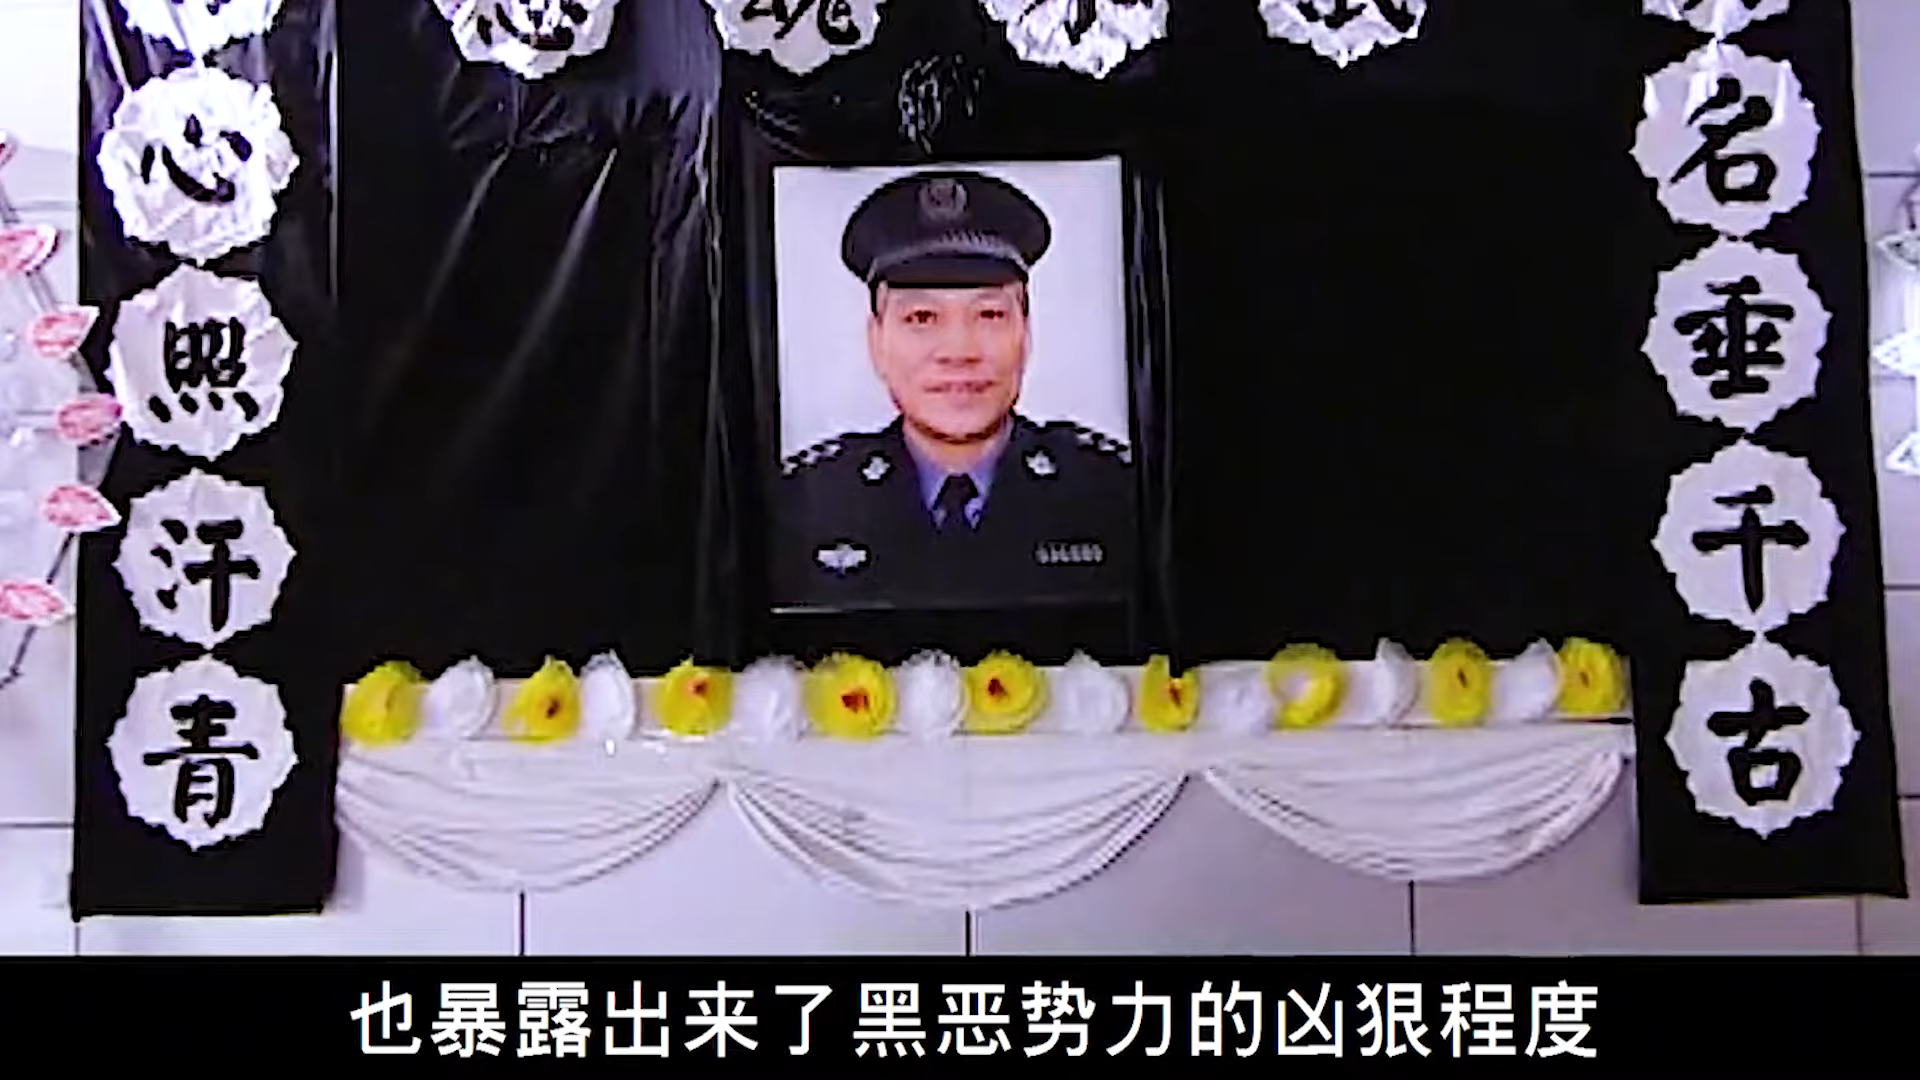 心照汗青
名垂千古
也暴露出来了黑恶势力的凶狠程度